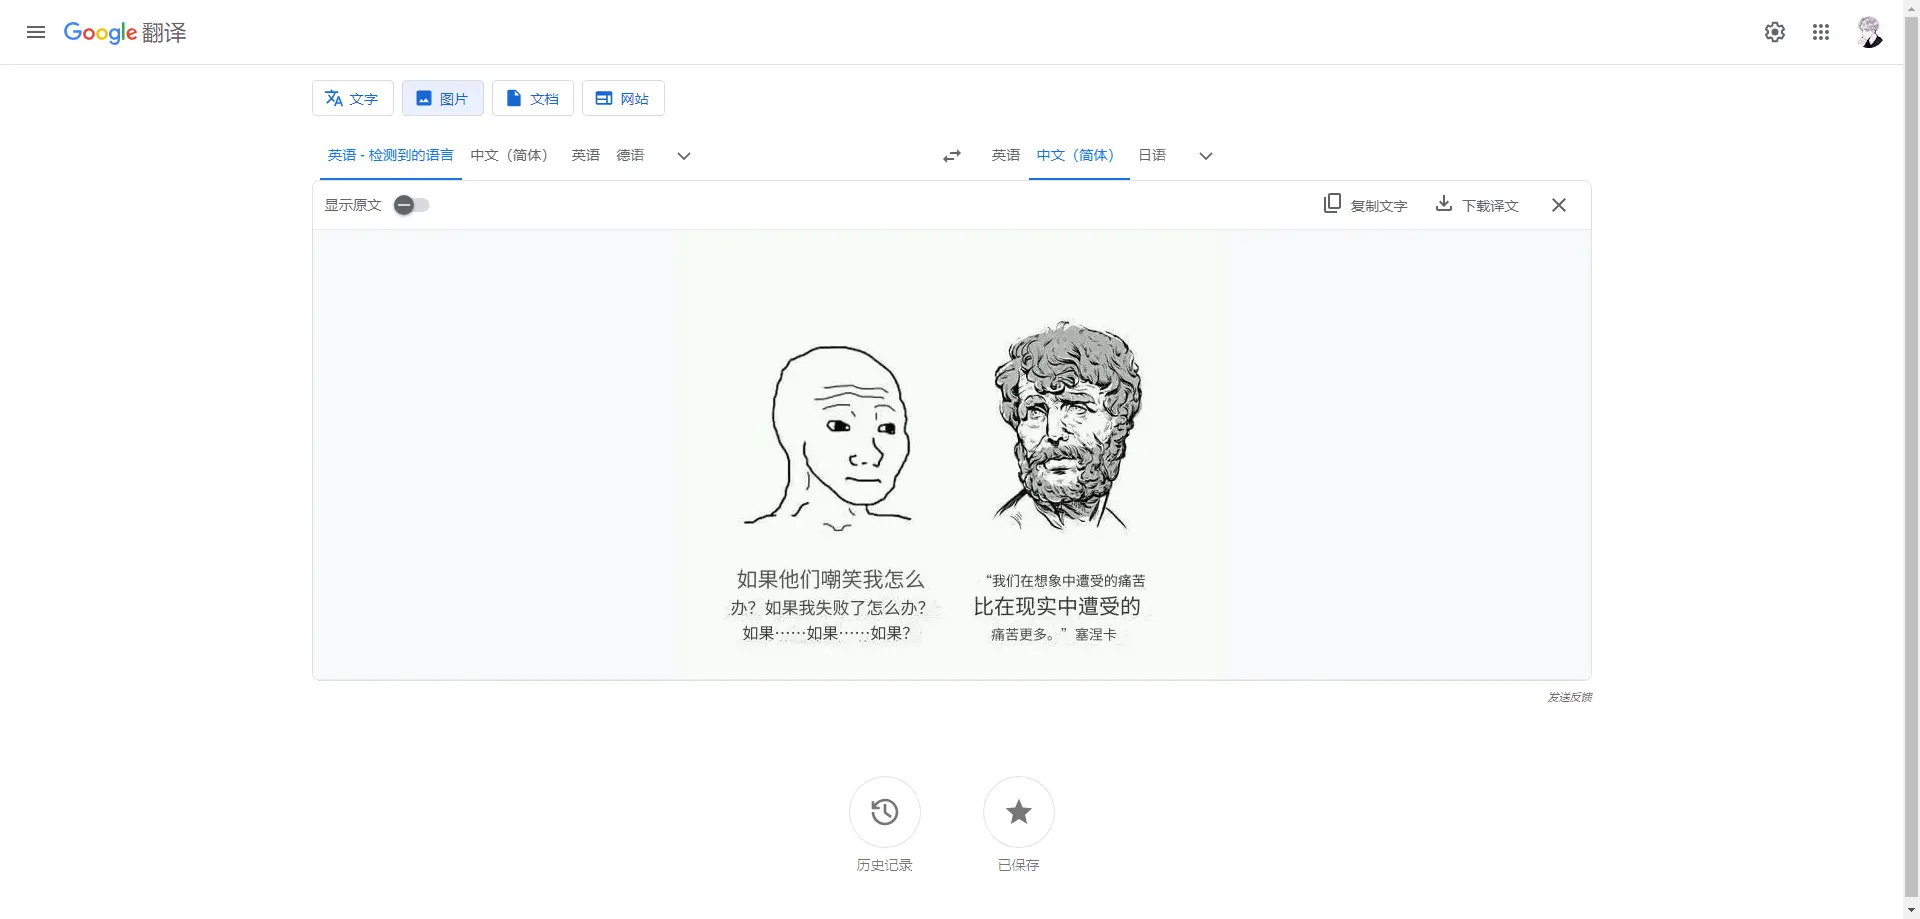 Google 翻译
文字
图片
文档
网站
英语 - 检测到的语言
中文（简体）
英语
德语
英语
中文（简体）
日语
显示原文
复制文字
下载译文
如果他们嘲笑我怎么
办？如果我失败了怎么办？
如果……如果……如果？
“我们在想象中遭受的痛苦
比在现实中遭受的
痛苦更多。”塞涅卡
发送反馈
历史记录
已保存